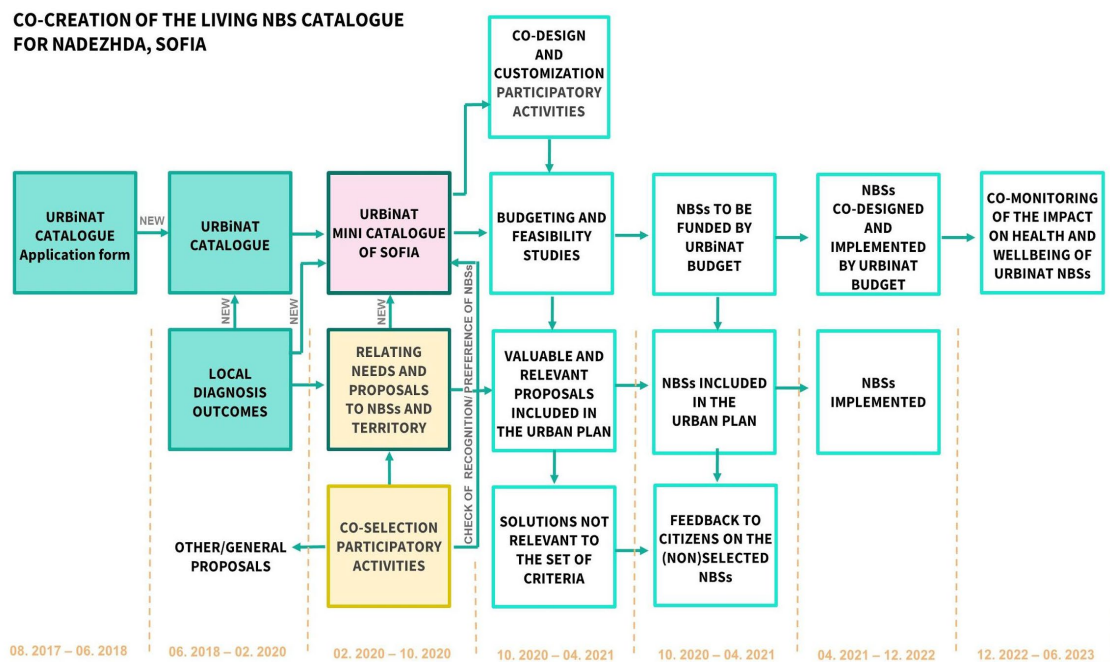 CO-CREATION OF THE LIVING NBS CATALOGUE
FOR NADEZHDA, SOFIA
CO-DESIGN
AND
CUSTOMIZATION
PARTICIPATORY
ACTIVITIES
URBiNAT
CATALOGUE
Application form
NEW
URBiNAT
CATALOGUE
URBiNAT
MINI CATALOGUE
OF SOFIA
BUDGETING AND
FEASIBILITY
STUDIES
NBSs TO BE
FUNDED BY
URBiNAT
BUDGET
NBSs
CO-DESIGNED
AND
IMPLEMENTED
BY URBINAT
BUDGET
CO-MONITORING
OF THE IMPACT
ON HEALTH AND
WELLBEING OF
URBINAT NBSs
NEW
NEW
NEW
CHECK OF RECOGNITION/ PREFERENCE OF NBSs
LOCAL
DIAGNOSIS
OUTCOMES
RELATING
NEEDS AND
PROPOSALS
TO NBSs AND
TERRITORY
VALUABLE AND
RELEVANT
PROPOSALS
INCLUDED IN
THE URBAN PLAN
NBSs INCLUDED
IN THE
URBAN PLAN
NBSs
IMPLEMENTED
OTHER/GENERAL
PROPOSALS
CO-SELECTION
PARTICIPATORY
ACTIVITIES
SOLUTIONS NOT
RELEVANT TO
THE SET OF
CRITERIA
FEEDBACK TO
CITIZENS ON THE
(NON)SELECTED
NBSs
08. 2017 – 06. 2018
06. 2018 – 02. 2020
02. 2020 – 10. 2020
10. 2020 – 04. 2021
10. 2020 – 04. 2021
04. 2021 – 12. 2022
12. 2022 – 06. 2023